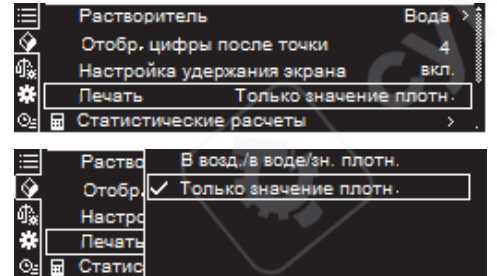 Растворитель Вода >
Отобр. цифры после точки 4
Настройка удержания экрана вкл.
Печать Только значение плотн.
Статистические расчеты >
Раство В возд./в воде/зн. плотн.
Отобр. ✓ Только значение плотн.
Настро
Печать
Статис